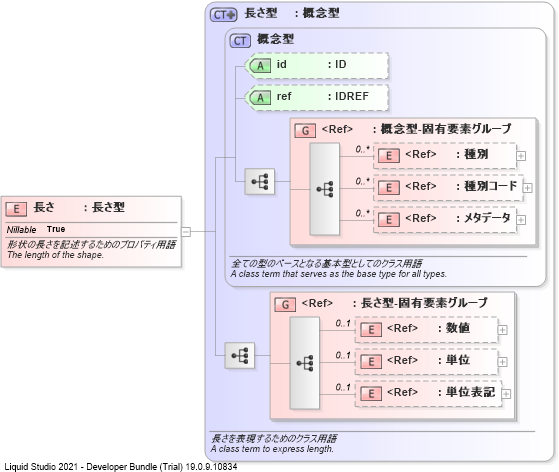 CT 長さ型 : 概念型
CT 概念型
A id : ID
A ref : IDREF
G <Ref> : 概念型-固有要素グループ
0..* E <Ref> : 種別
0..* E <Ref> : 種別コード
0..* E <Ref> : メタデータ
E 長さ : 長さ型
Nillable True
形状の長さを記述するためのプロパティ用語
The length of the shape.
全ての型のベースとなる基本型としてのクラス用語
A class term that serves as the base type for all types.
G <Ref> : 長さ型-固有要素グループ
0..1 E <Ref> : 数値
0..1 E <Ref> : 単位
0..1 E <Ref> : 単位表記
長さを表現するためのクラス用語
A class term to express length.
Liquid Studio 2021 - Developer Bundle (Trial) 19.0.9.10834